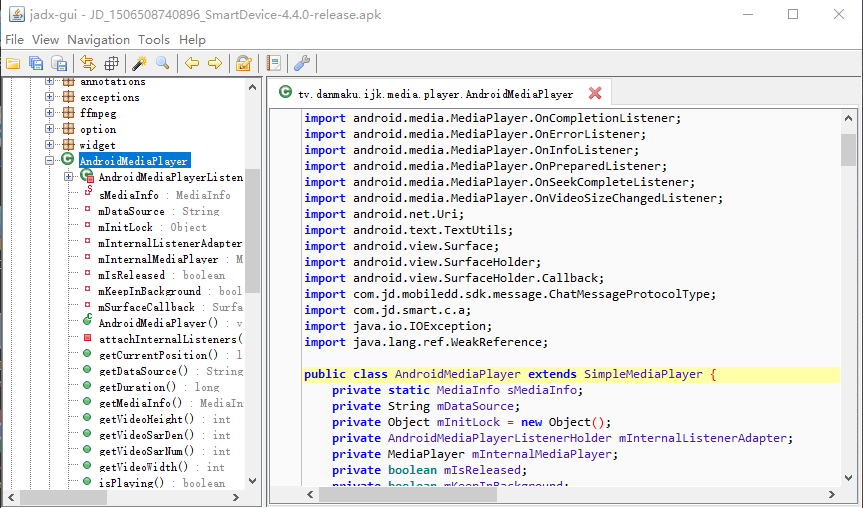 jadx-gui - JD_1506508740896_SmartDevice-4.4.0-release.apk
File View Navigation Tools Help
annotations
exceptions
ffmpeg
option
widget
AndroidMediaPlayer
AndroidMediaPlayerListen
sMediaInfo : MediaInfo
mDataSource : String
mInitLock : Object
mInternalListenerAdapter
mInternalMediaPlayer : M
mIsReleased : boolean
mKeepInBackground : bool
mSurfaceCallback : Surfa
AndroidMediaPlayer() : v
attachInternalListeners(
getCurrentPosition() : l
getDataSource() : String
getDuration() : long
getMediaInfo() : MediaIn
getVideoHeight() : int
getVideoSarDen() : int
getVideoSarNum() : int
getVideoWidth() : int
isPlaying() : boolean
tv.danmaku.ijk.media.player.AndroidMediaPlayer
import android.media.MediaPlayer.OnCompletionListener;
import android.media.MediaPlayer.OnErrorListener;
import android.media.MediaPlayer.OnInfoListener;
import android.media.MediaPlayer.OnPreparedListener;
import android.media.MediaPlayer.OnSeekCompleteListener;
import android.media.MediaPlayer.OnVideoSizeChangedListener;
import android.net.Uri;
import android.text.TextUtils;
import android.view.Surface;
import android.view.SurfaceHolder;
import android.view.SurfaceHolder.Callback;
import com.jd.mobiledd.sdk.message.ChatMessageProtocolType;
import com.jd.smart.c.a;
import java.io.IOException;
import java.lang.ref.WeakReference;
public class AndroidMediaPlayer extends SimpleMediaPlayer {
private static MediaInfo sMediaInfo;
private String mDataSource;
private Object mInitLock = new Object();
private AndroidMediaPlayerListenerHolder mInternalListenerAdapter;
private MediaPlayer mInternalMediaPlayer;
private boolean mIsReleased;
private boolean mKeepInBackground;